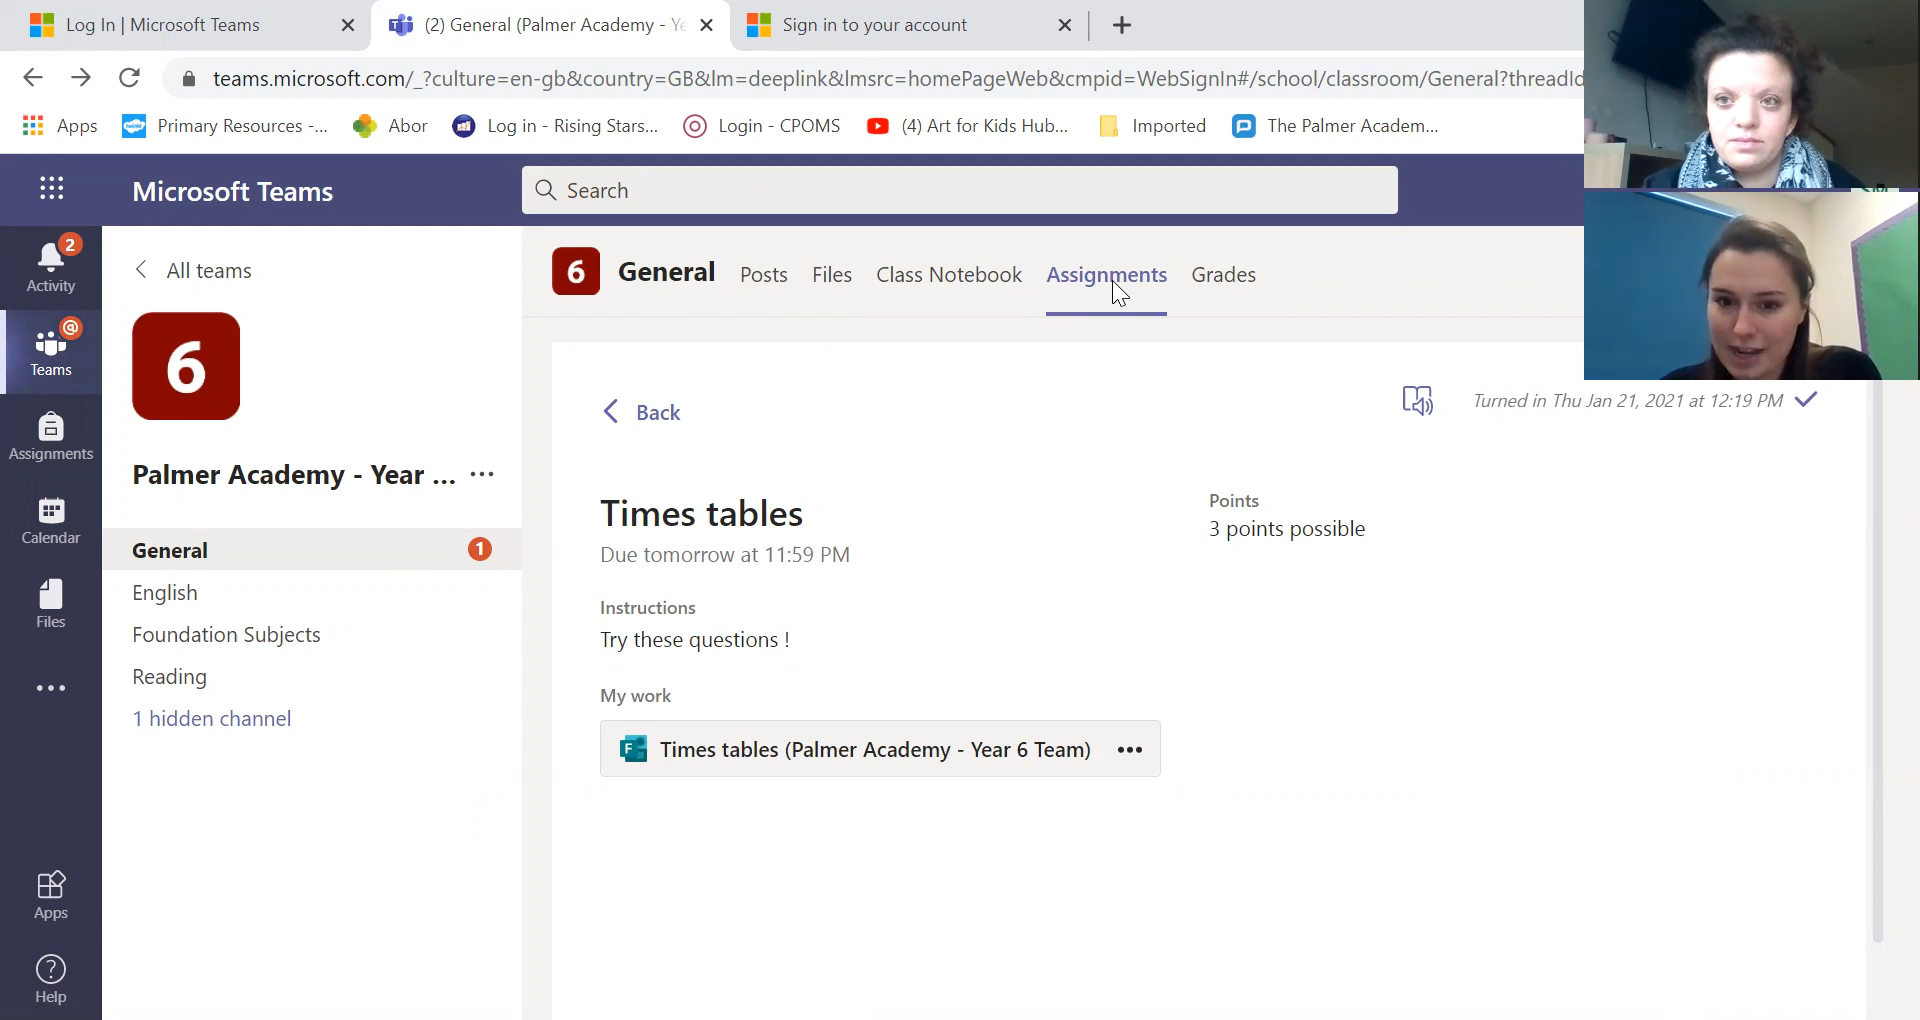 Log In | Microsoft Teams
(2) General (Palmer Academy - Ye
Sign in to your account
teams.microsoft.com/_?culture=en-gb&country=GB&lm=deeplink&lmsrc=homePageWeb&cmpid=WebSignIn#/school/classroom/General?threadId
Apps
Primary Resources -...
Abor
Log in - Rising Stars...
Login - CPOMS
(4) Art for Kids Hub...
Imported
The Palmer Academ...
Microsoft Teams
Search
2
Activity
@
Teams
Assignments
Calendar
Files
Apps
Help
All teams
6
Palmer Academy - Year ...
General
1
English
Foundation Subjects
Reading
1 hidden channel
6
General
Posts
Files
Class Notebook
Assignments
Grades
Back
Turned in Thu Jan 21, 2021 at 12:19 PM
Times tables
Due tomorrow at 11:59 PM
Points
3 points possible
Instructions
Try these questions !
My work
F
Times tables (Palmer Academy - Year 6 Team)